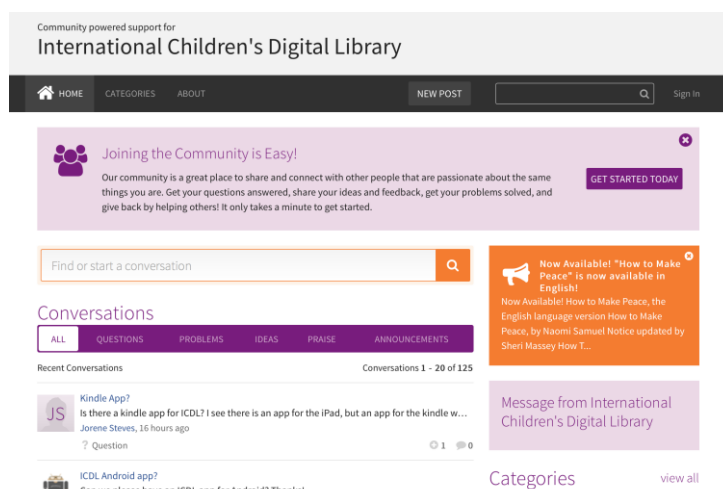 Community powered support for
International Children's Digital Library
HOME CATEGORIES ABOUT NEW POST Sign In
Joining the Community is Easy!
Our community is a great place to share and connect with other people that are passionate about the same
things you are. Get your questions answered, share your ideas and feedback, get your problems solved, and
give back by helping others! It only takes a minute to get started.
GET STARTED TODAY
Find or start a conversation
Conversations
ALL QUESTIONS PROBLEMS IDEAS PRAISE ANNOUNCEMENTS
Recent Conversations Conversations 1 - 20 of 125
JS
Kindle App?
Is there a kindle app for ICDL? I see there is an app for the iPad, but an app for the kindle w...
Jorene Steves, 16 hours ago
? Question 1 0
ICDL Android app?
Now Available! "How to Make
Peace" is now available in
English!
Now Available! How to Make Peace, the
English language version How to Make
Peace, by Naomi Samuel Notice updated by
Sheri Massey How T...
Message from International
Children's Digital Library
Categories view all